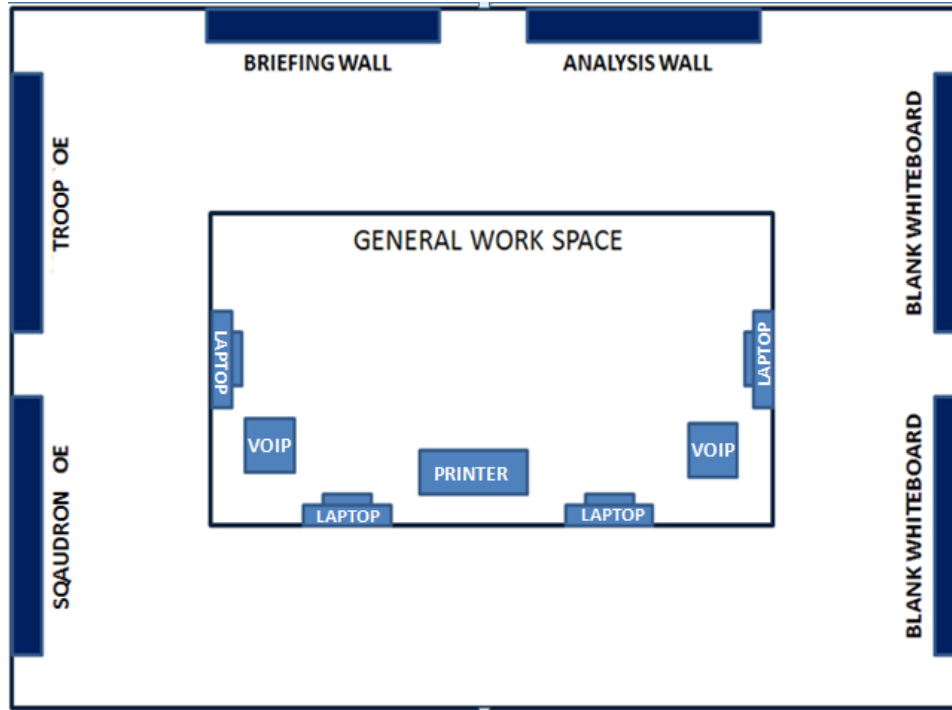 BRIEFING WALL
ANALYSIS WALL
TROOP OE
BLANK WHITEBOARD
GENERAL WORK SPACE
LAPTOP
LAPTOP
VOIP
VOIP
PRINTER
LAPTOP
LAPTOP
SQAUDRON OE
BLANK WHITEBOARD